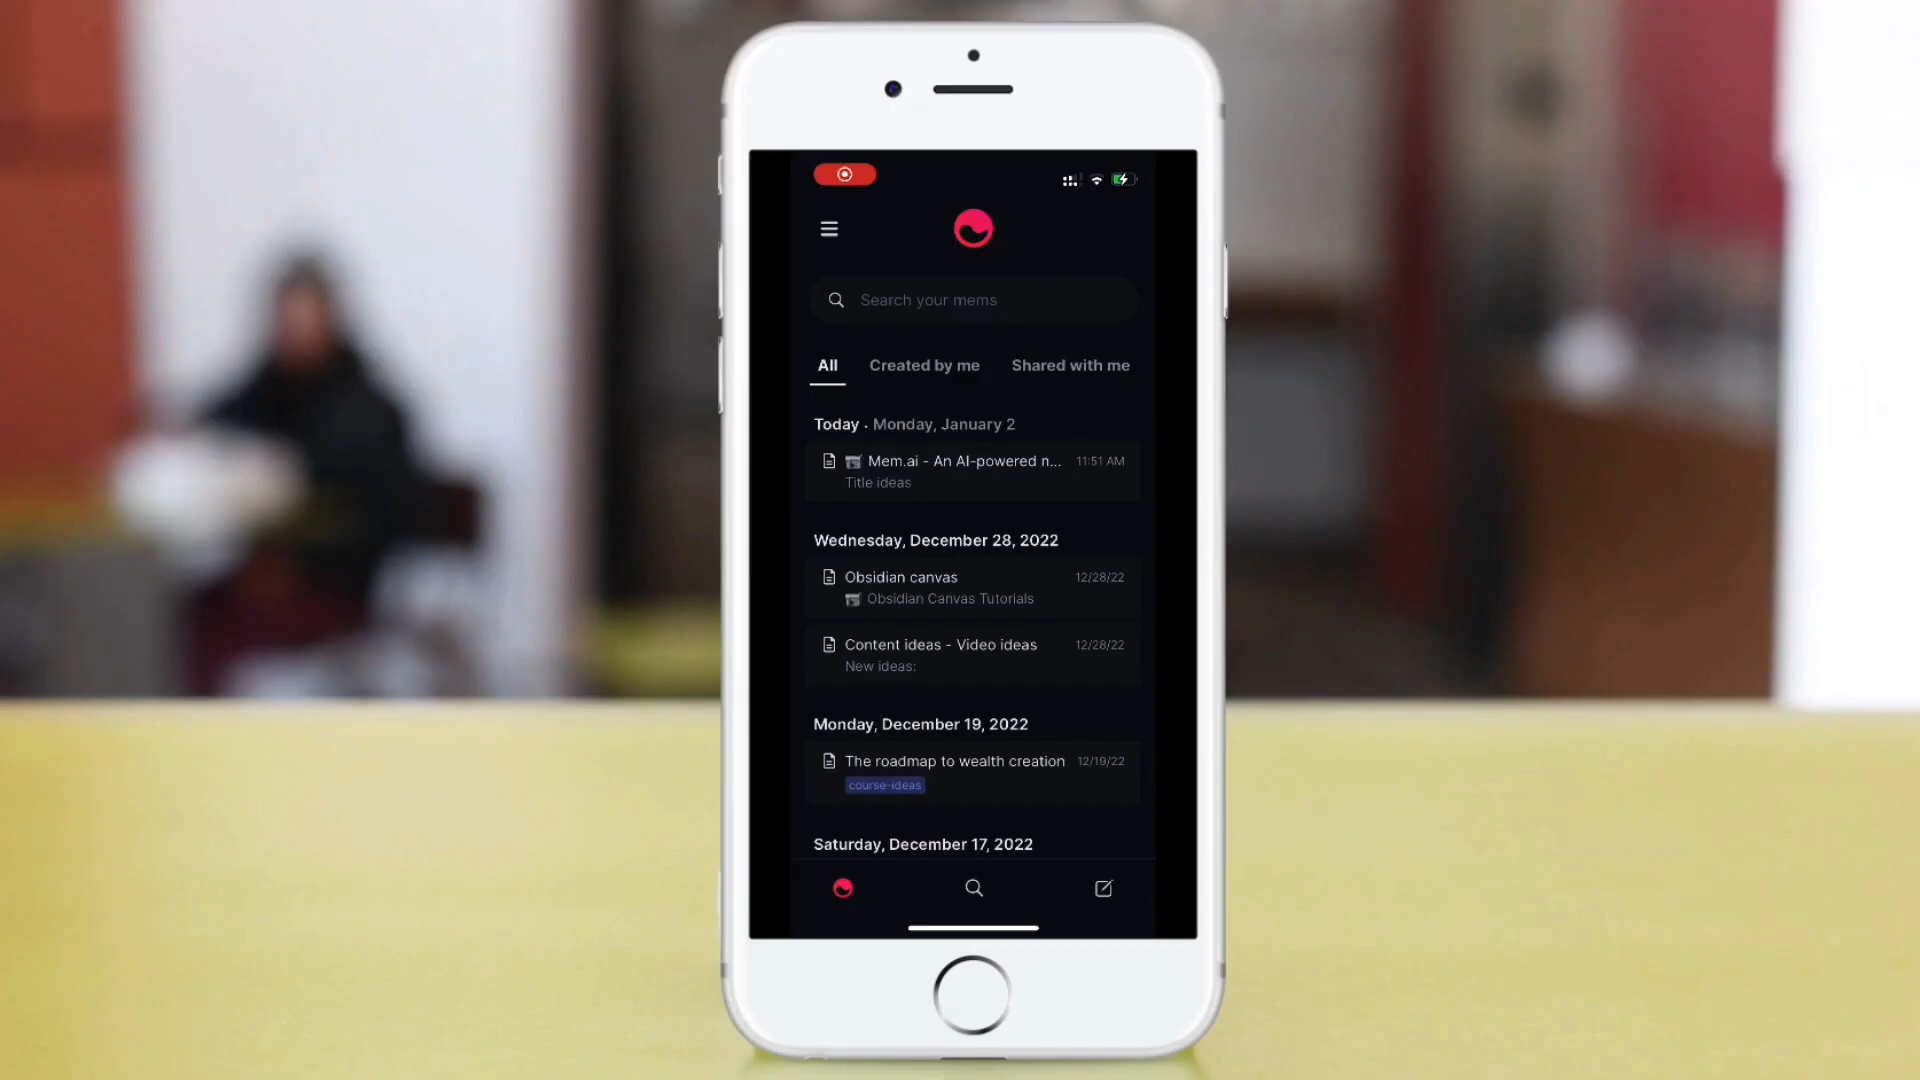 Search your mems
All Created by me Shared with me
Today · Monday, January 2
Mem.ai - An AI-powered n... 11:51 AM
Title ideas
Wednesday, December 28, 2022
Obsidian canvas 12/28/22
Obsidian Canvas Tutorials
Content ideas - Video ideas 12/28/22
New ideas:
Monday, December 19, 2022
The roadmap to wealth creation 12/19/22
course-ideas
Saturday, December 17, 2022